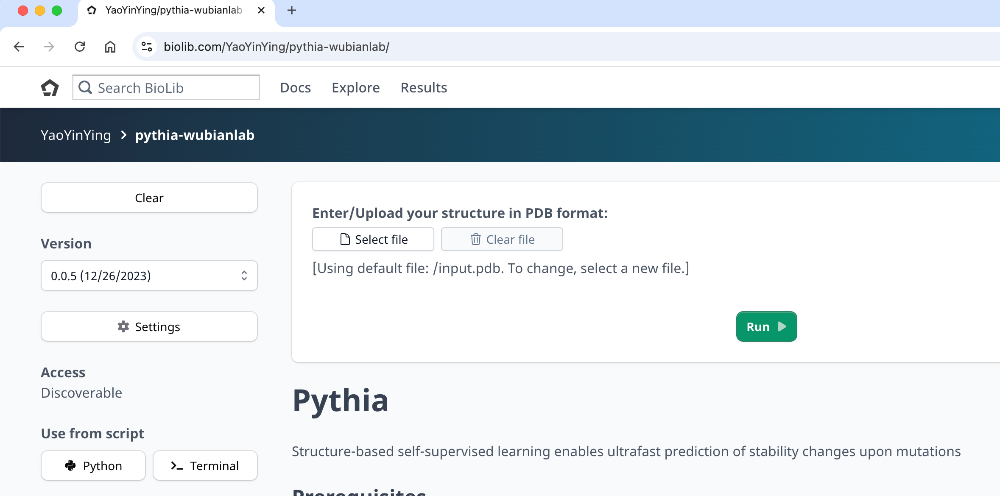 YaoYinYing/pythia-wubianlab
biolib.com/YaoYinYing/pythia-wubianlab/
Search BioLib
Docs
Explore
Results
YaoYinYing > pythia-wubianlab
Clear
Version
0.0.5 (12/26/2023)
Settings
Access
Discoverable
Use from script
Python
Terminal
Enter/Upload your structure in PDB format:
Select file
Clear file
[Using default file: /input.pdb. To change, select a new file.]
Run
Pythia
Structure-based self-supervised learning enables ultrafast prediction of stability changes upon mutations
Prerequisites